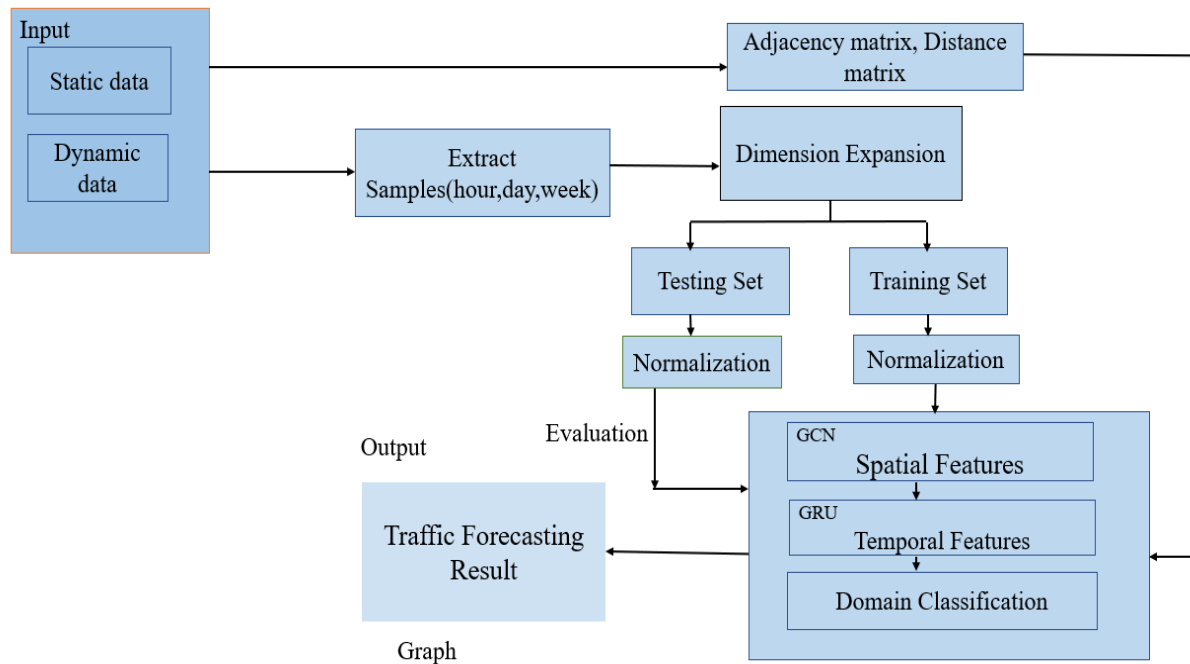 Input
Static data
Dynamic
data
Adjacency matrix, Distance
matrix
Extract
Samples(hour,day,week)
Dimension Expansion
Testing Set
Training Set
Normalization
Normalization
Evaluation
Output
Traffic Forecasting
Result
Graph
GCN
Spatial Features
GRU
Temporal Features
Domain Classification